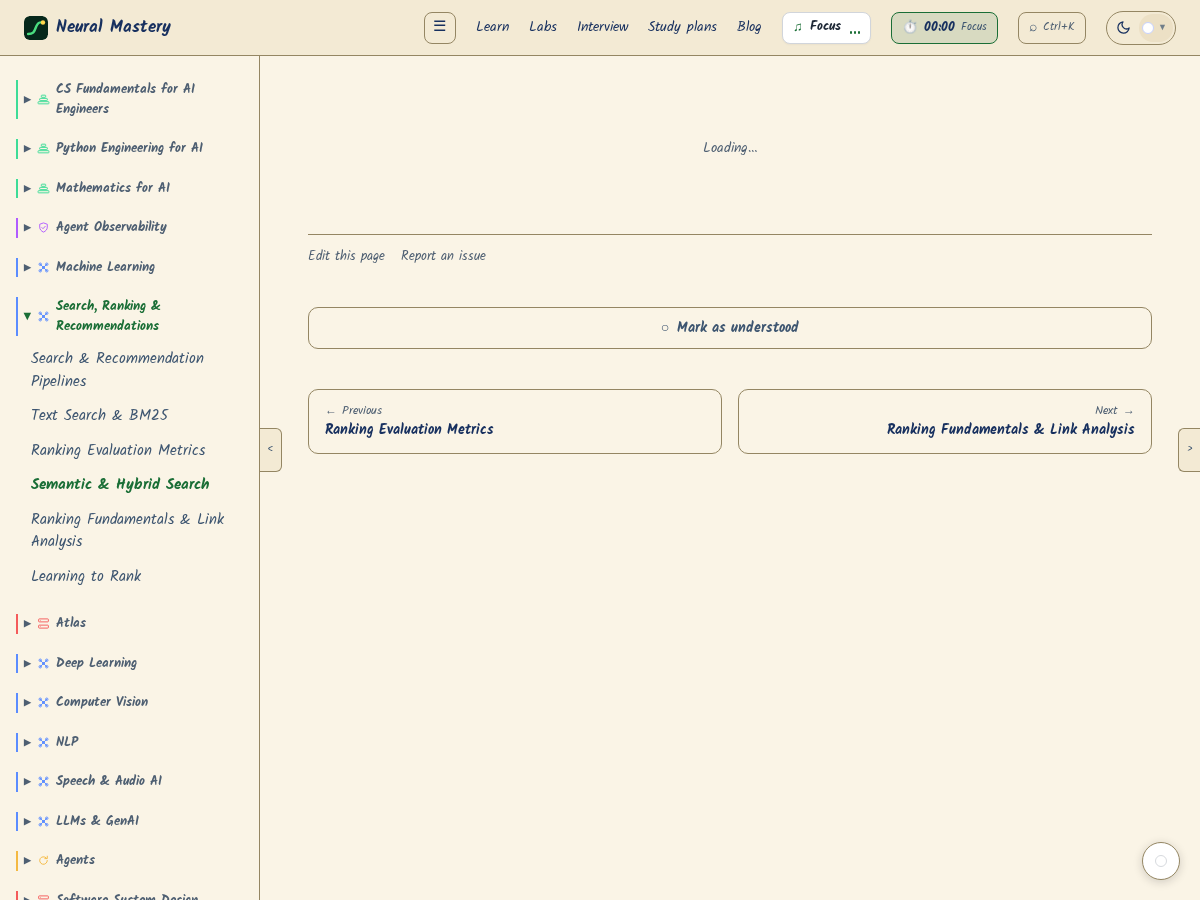 Neural Mastery
☰
Learn
Labs
Interview
Study plans
Blog
♫ Focus ...
⏱ 00:00 Focus
⌕ Ctrl+K
▾
▶ CS Fundamentals for AI
Engineers
▶ Python Engineering for AI
▶ Mathematics for AI
▶ Agent Observability
▶ Machine Learning
▼ Search, Ranking &
Recommendations
Search & Recommendation
Pipelines
Text Search & BM25
Ranking Evaluation Metrics
Semantic & Hybrid Search
Ranking Fundamentals & Link
Analysis
Learning to Rank
▶ Atlas
▶ Deep Learning
▶ Computer Vision
▶ NLP
▶ Speech & Audio AI
▶ LLMs & GenAI
▶ Agents
▶ Software System Design
<
Loading...
Edit this page
Report an issue
○ Mark as understood
← Previous
Ranking Evaluation Metrics
Next →
Ranking Fundamentals & Link Analysis
>